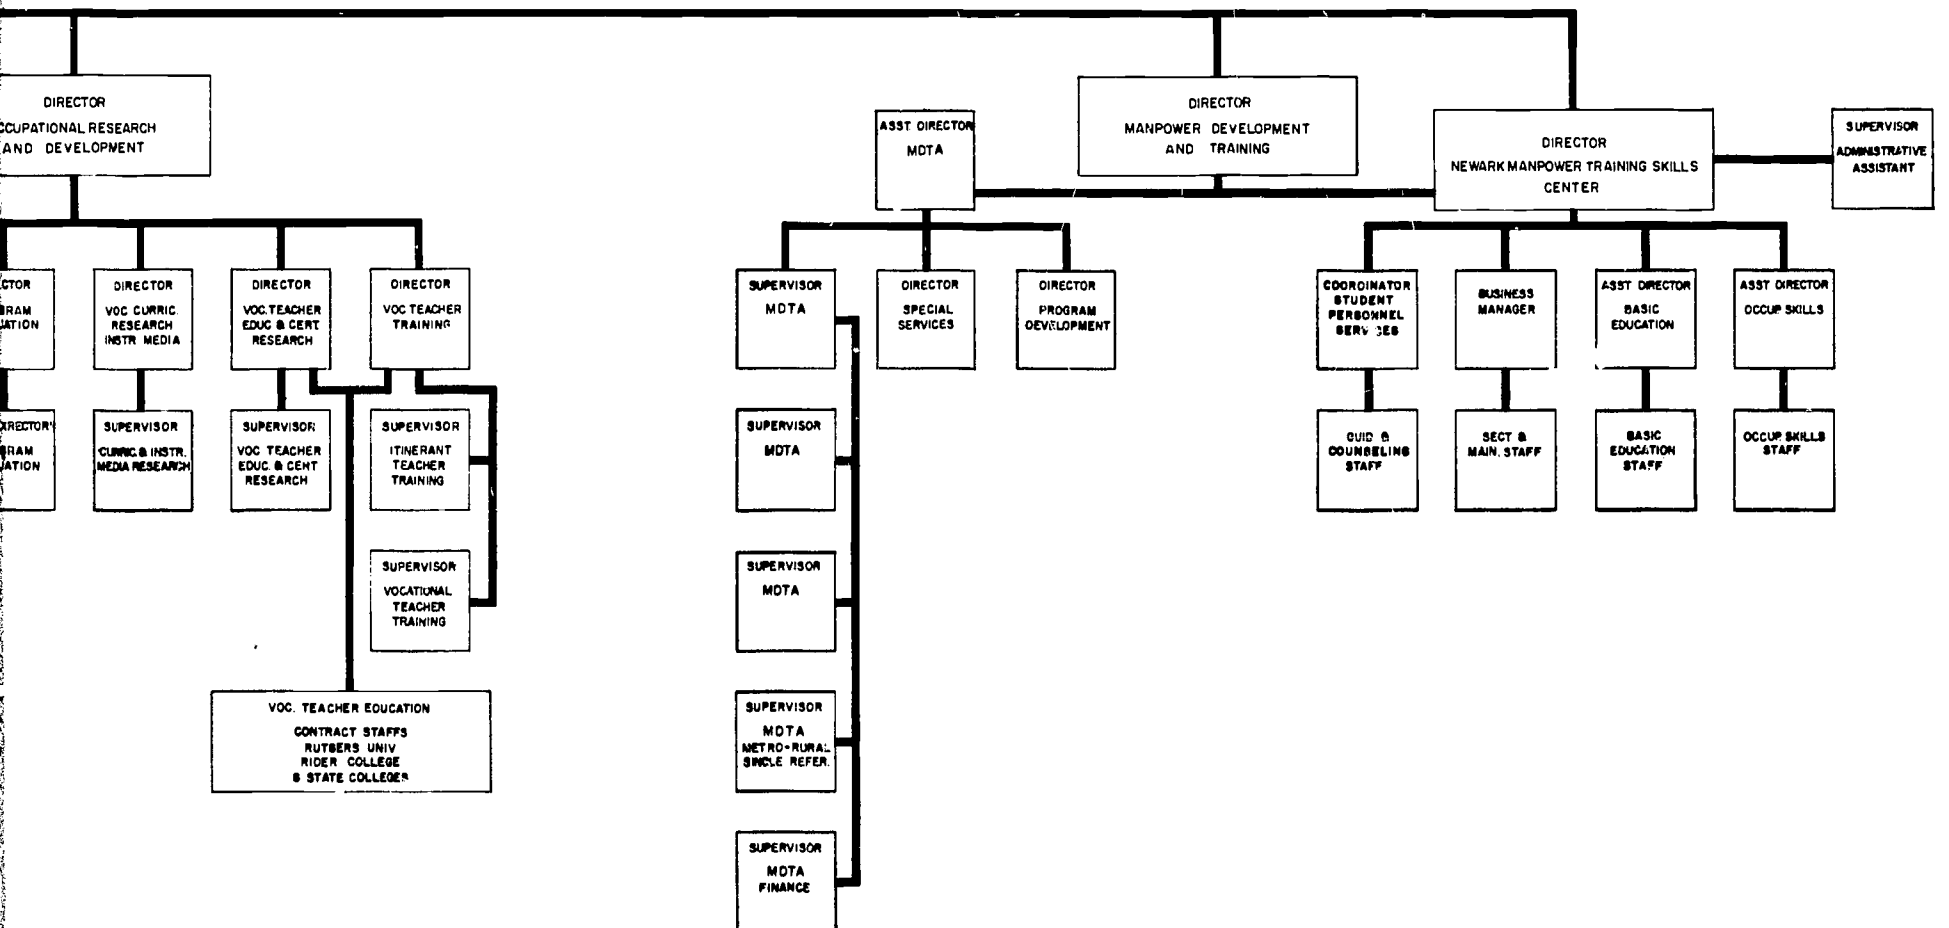 DIRECTOR
CCUPATIONAL RESEARCH
AND DEVELOPMENT
DIRECTOR
MANPOWER DEVELOPMENT
AND TRAINING
ASST DIRECTOR
MDTA
DIRECTOR
NEWARK MANPOWER TRAINING SKILLS
CENTER
SUPERVISOR
ADMINISTRATIVE
ASSISTANT
CTOR
GRAM
UATION
DIRECTOR
VOC CURRIC.
RESEARCH
INSTR MEDIA
DIRECTOR
VOC. TEACHER
EDUC & CERT
RESEARCH
DIRECTOR
VOC TEACHER
TRAINING
SUPERVISOR
MDTA
DIRECTOR
SPECIAL
SERVICES
DIRECTOR
PROGRAM
DEVELOPMENT
COORDINATOR
STUDENT
PERSONNEL
SERVICES
BUSINESS
MANAGER
ASST DIRECTOR
BASIC
EDUCATION
ASST DIRECTOR
OCCUP SKILLS
DIRECTOR
GRAM
UATION
SUPERVISOR
CURRIC. & INSTR.
MEDIA RESEARCH
SUPERVISOR
VOC TEACHER
EDUC. & CERT
RESEARCH
SUPERVISOR
ITINERANT
TEACHER
TRAINING
SUPERVISOR
MDTA
GUID &
COUNSELING
STAFF
SECT &
MAIN. STAFF
BASIC
EDUCATION
STAFF
OCCUP. SKILLS
STAFF
SUPERVISOR
VOCATIONAL
TEACHER
TRAINING
SUPERVISOR
MDTA
VOC. TEACHER EDUCATION
CONTRACT STAFFS
RUTGERS UNIV
RIDER COLLEGE
& STATE COLLEGES
SUPERVISOR
MDTA
METRO-RURAL
SINGLE REFER.
SUPERVISOR
MDTA
FINANCE